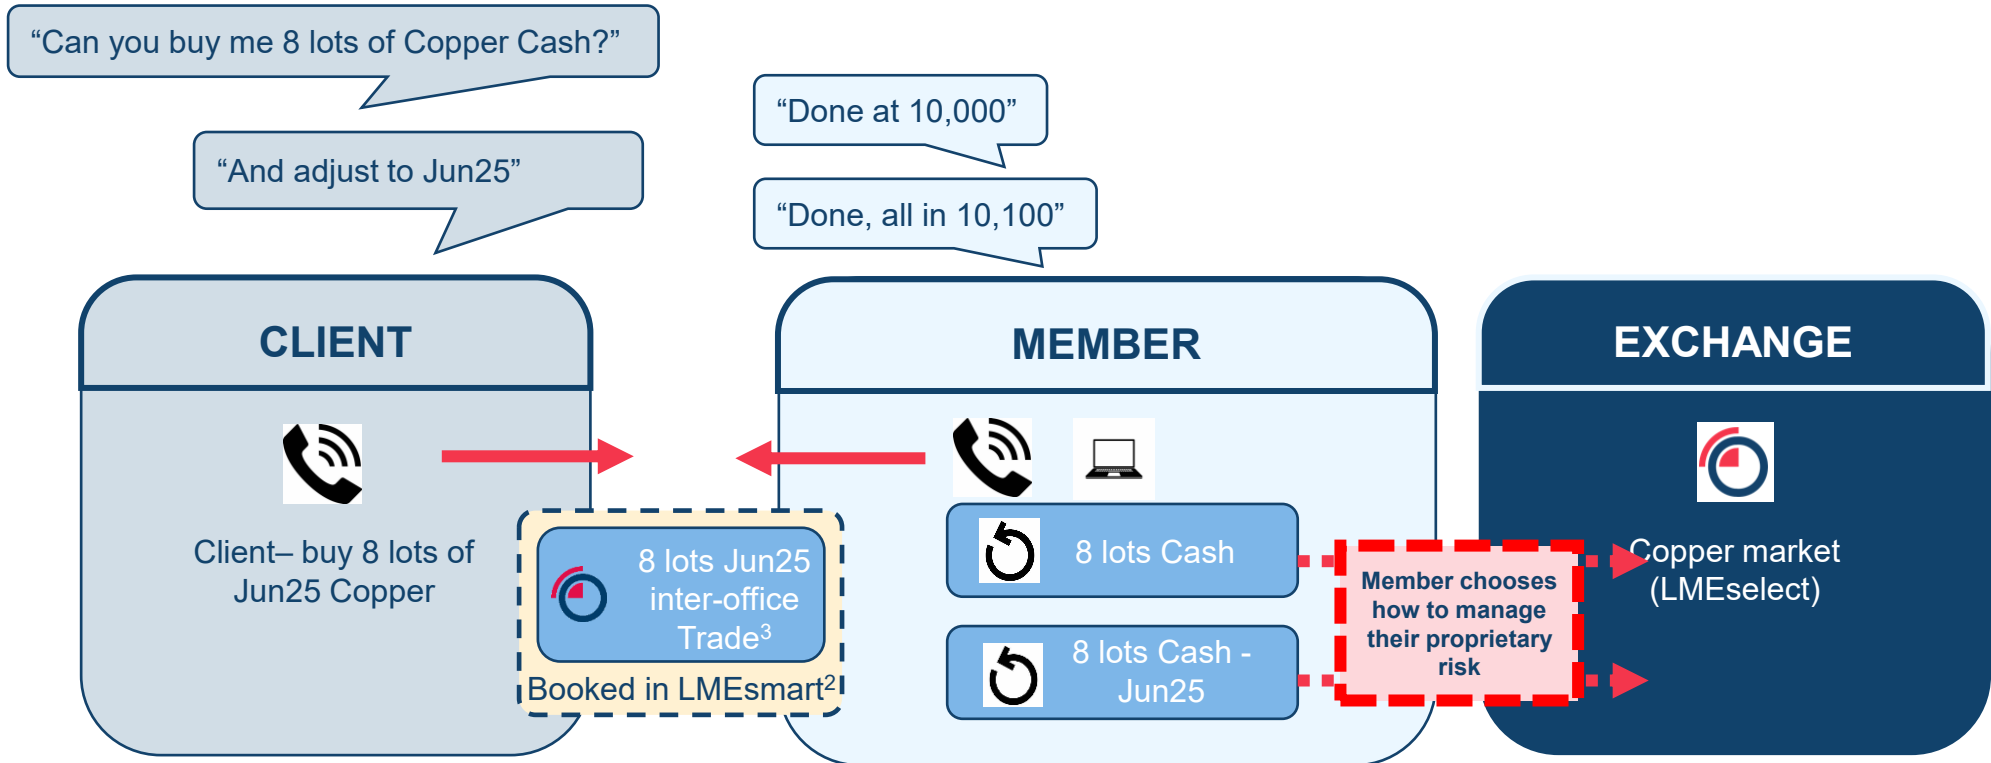 “Can you buy me 8 lots of Copper Cash?”
“And adjust to Jun25”
“Done at 10,000”
“Done, all in 10,100”
CLIENT
Client– buy 8 lots of
Jun25 Copper
8 lots Jun25
inter-office
Trade3
Booked in LMEsmart2
MEMBER
8 lots Cash
8 lots Cash -
Jun25
Member chooses
how to manage
their proprietary
risk
EXCHANGE
Copper market
(LMEselect)